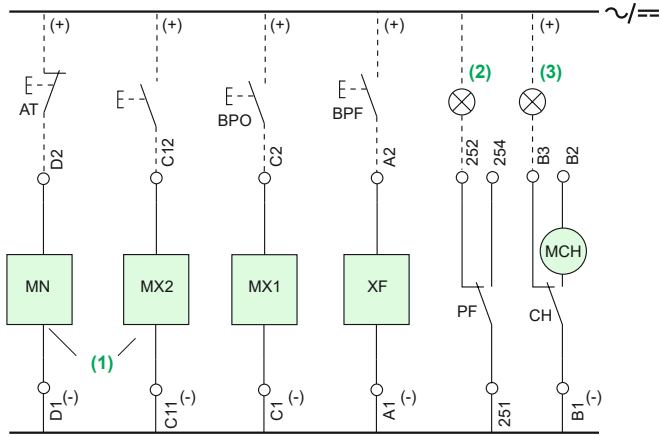 (+) (+) (+) (+) (+) (+)
(2) (3)
AT BPO BPF
D2 C12 C2 A2 252 254 B3 B2
MN MX2 MX1 XF MCH
PF CH
(1)
D1 (-) C11 (-) C1 (-) A1 (-) 251 B1 (-)